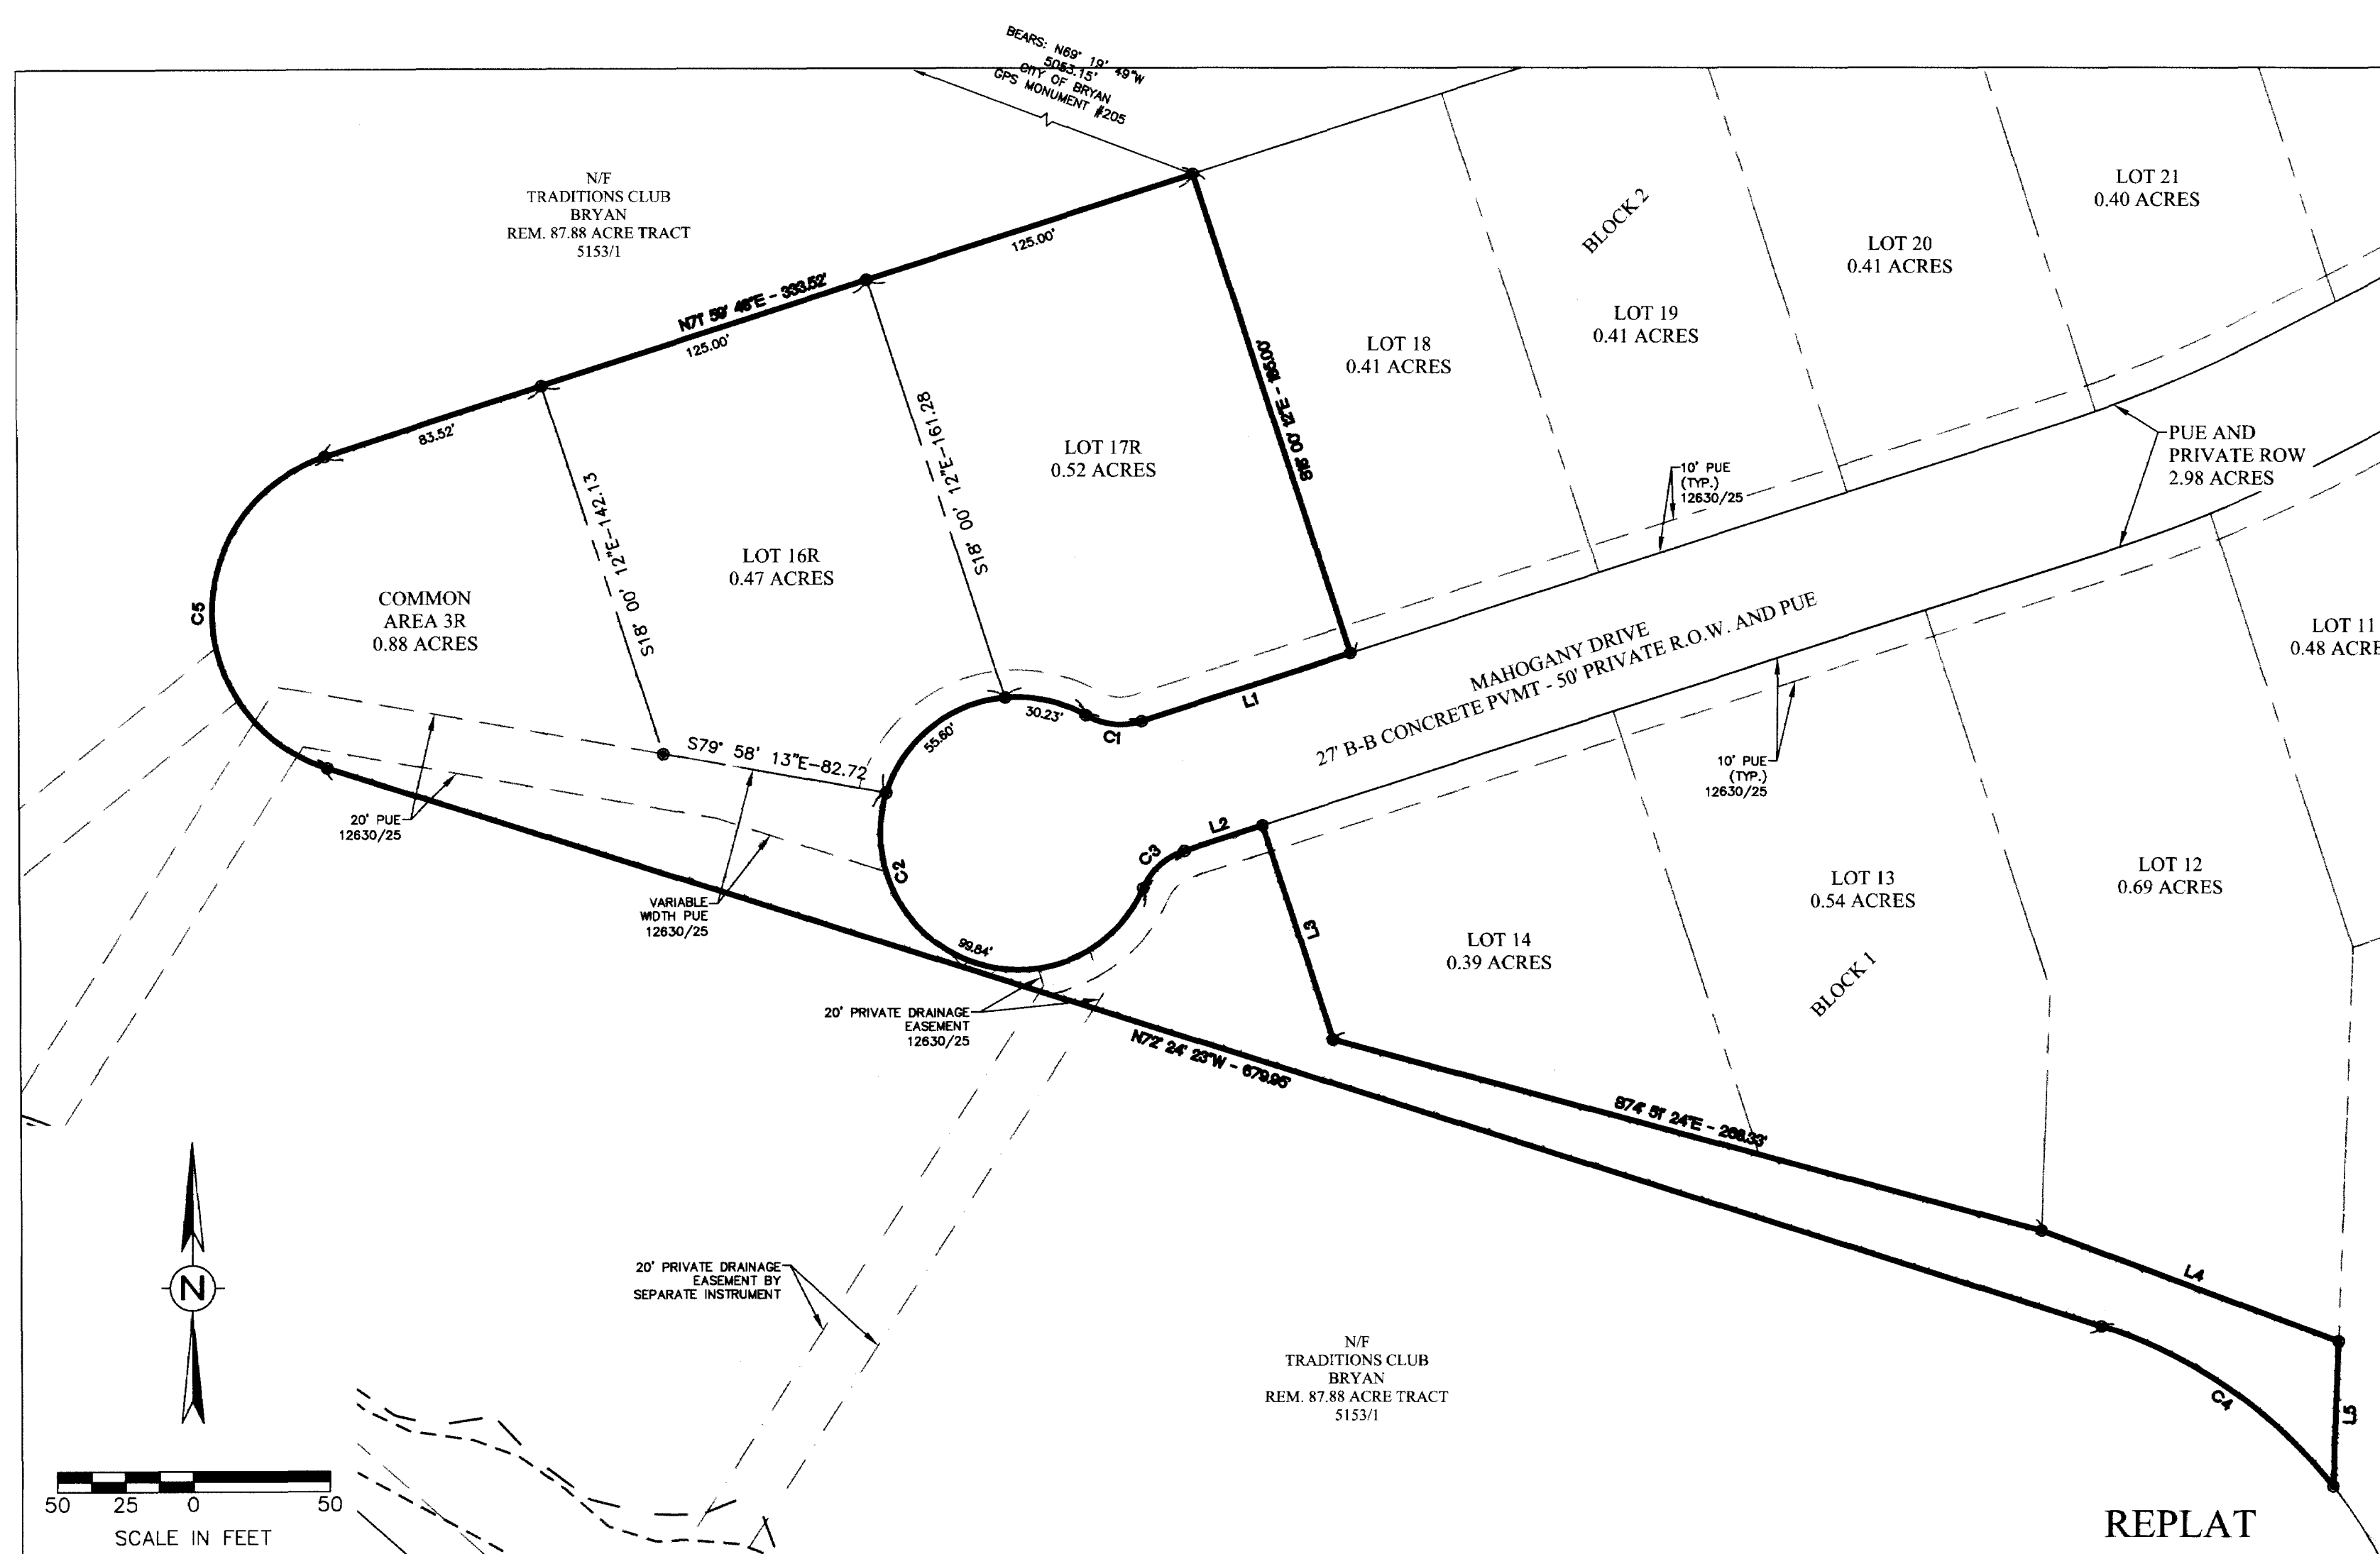 BEARS: N69° 19' 49"W
5053.15'
CITY OF BRYAN
GPS MONUMENT #205
N/F
TRADITIONS CLUB
BRYAN
REM. 87.88 ACRE TRACT
5153/1
N71° 59' 48"E - 333.52'
125.00'
125.00'
83.52'
BLOCK 2
LOT 21
0.40 ACRES
LOT 20
0.41 ACRES
LOT 19
0.41 ACRES
LOT 18
0.41 ACRES
S18° 00' 12"E - 185.00'
LOT 17R
0.52 ACRES
S18° 00' 12"E-161.28
LOT 16R
0.47 ACRES
S18° 00' 12"E-142.13
COMMON
AREA 3R
0.88 ACRES
C5
PUE AND
PRIVATE ROW
2.98 ACRES
10' PUE
(TYP.)
12630/25
MAHOGANY DRIVE
27' B-B CONCRETE PVMT - 50' PRIVATE R.O.W. AND PUE
LOT 11
0.48 ACRE
L1
C1
30.23'
55.60'
S79° 58' 13"E-82.72
20' PUE
12630/25
10' PUE
(TYP.)
12630/25
L2
C3
C2
L3
99.84'
VARIABLE
WIDTH PUE
12630/25
LOT 12
0.69 ACRES
LOT 13
0.54 ACRES
LOT 14
0.39 ACRES
BLOCK 1
20' PRIVATE DRAINAGE
EASEMENT
12630/25
N72° 24' 23"W - 679.95'
S74° 51' 24"E - 268.33'
L4
L5
C4
20' PRIVATE DRAINAGE
EASEMENT BY
SEPARATE INSTRUMENT
N/F
TRADITIONS CLUB
BRYAN
REM. 87.88 ACRE TRACT
5153/1
N
50 25 0 50
SCALE IN FEET
REPLAT